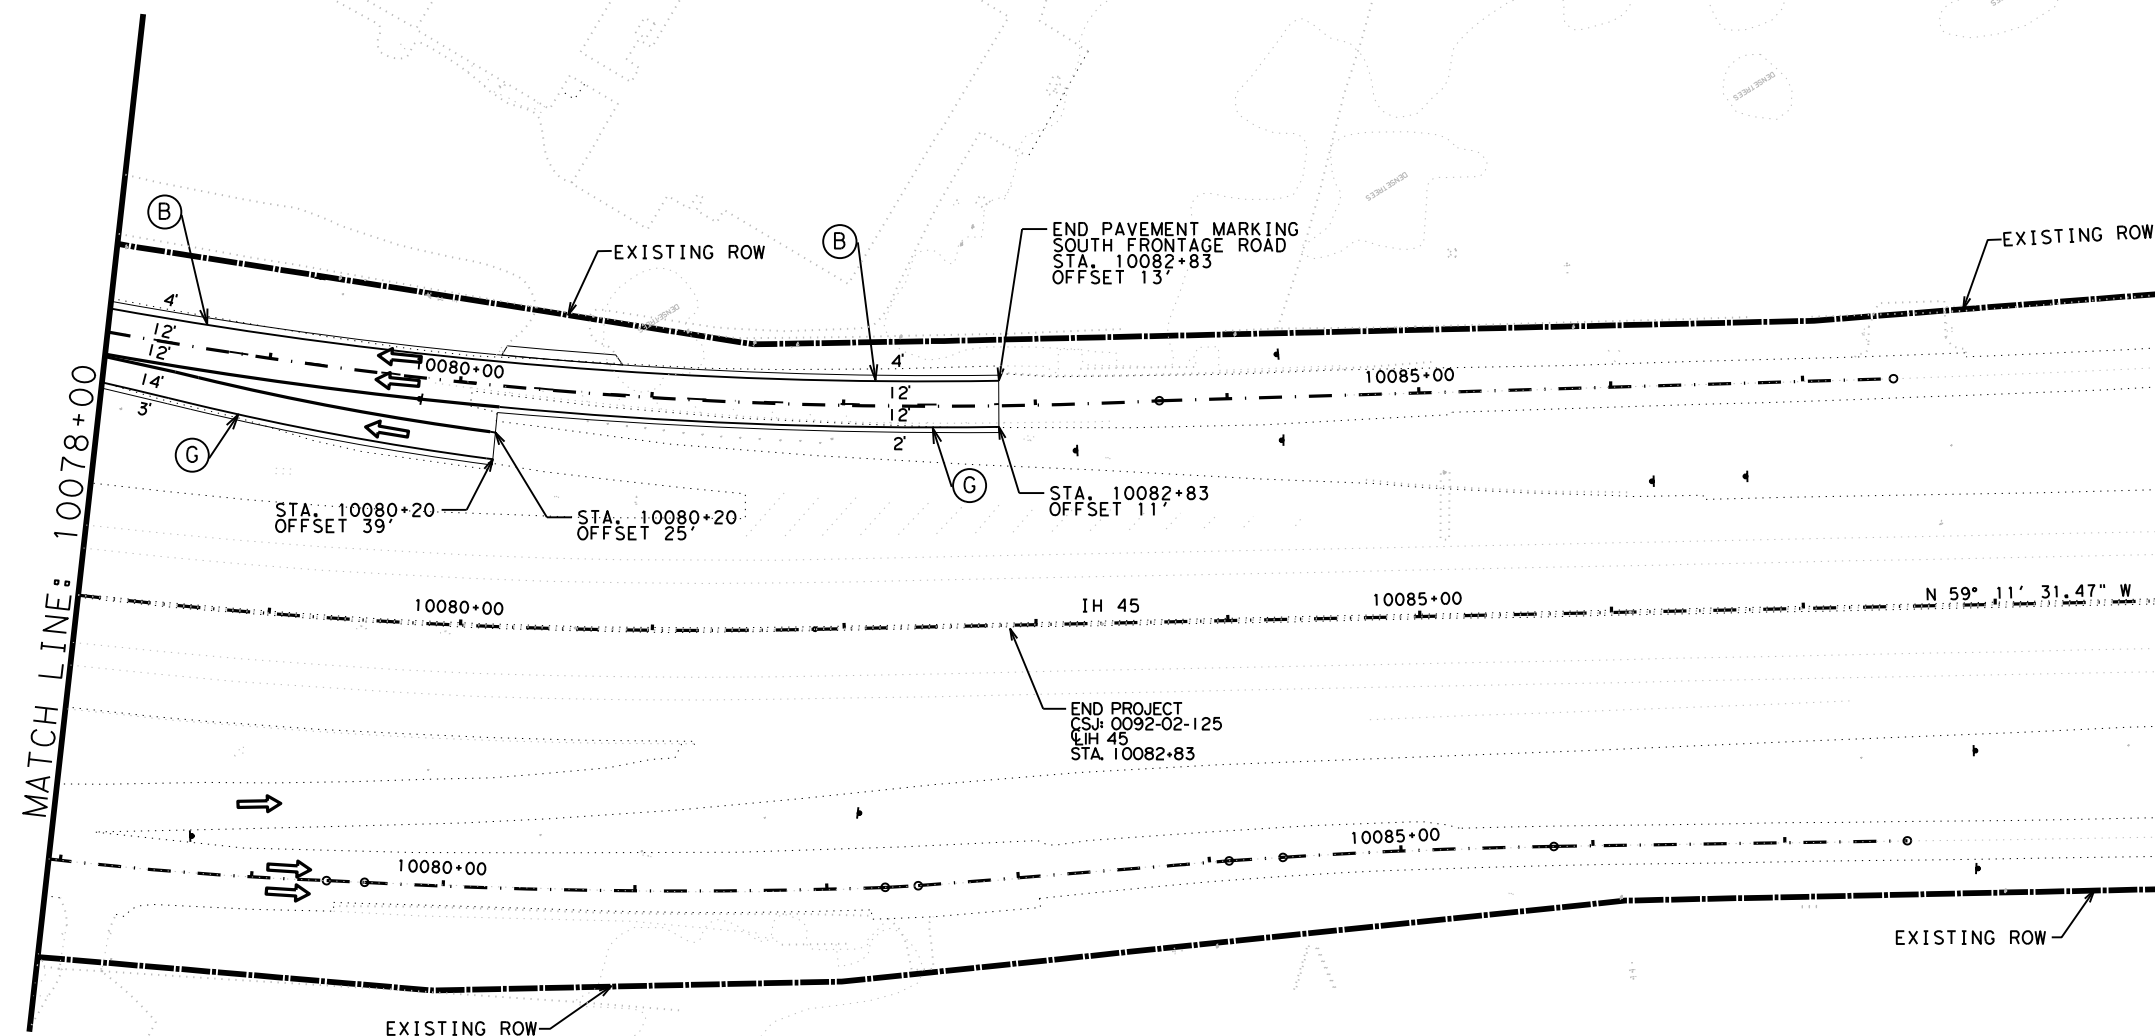 DENSETREES
DENSETREES
B
B
EXISTING ROW
END PAVEMENT MARKING
SOUTH FRONTAGE ROAD
STA. 10082+83
OFFSET 13'
EXISTING ROW
4'
12'
12'
14'
3'
DENSETREES
10080+00
4'
12'
12'
2'
10085+00
G
G
STA. 10080+20
OFFSET 39'
STA. 10080+20
OFFSET 25'
STA. 10082+83
OFFSET 11'
MATCH LINE: 10078+00
10080+00
IH 45
10085+00
N 59° 11' 31.47" W
END PROJECT
CSJ: 0092-02-125
℄ IH 45
STA. 10082+83
10080+00
10085+00
EXISTING ROW
EXISTING ROW